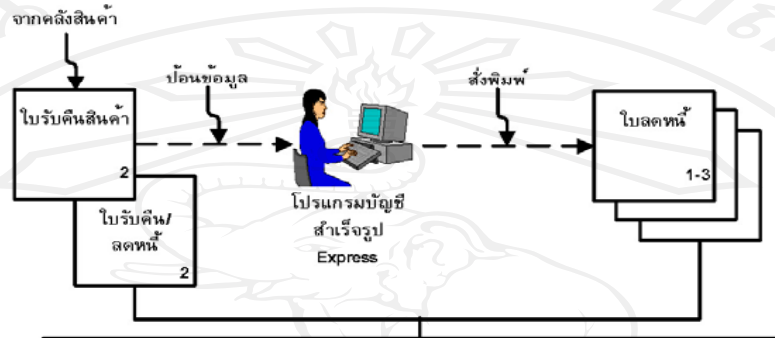 จากคลังสินค้า
ป้อนข้อมูล
สั่งพิมพ์
ใบรับคืนสินค้า
2
ใบลดหนี้
1-3
โปรแกรมบัญชี
สำเร็จรูป
Express
ใบรับคืน/
ลดหนี้
2